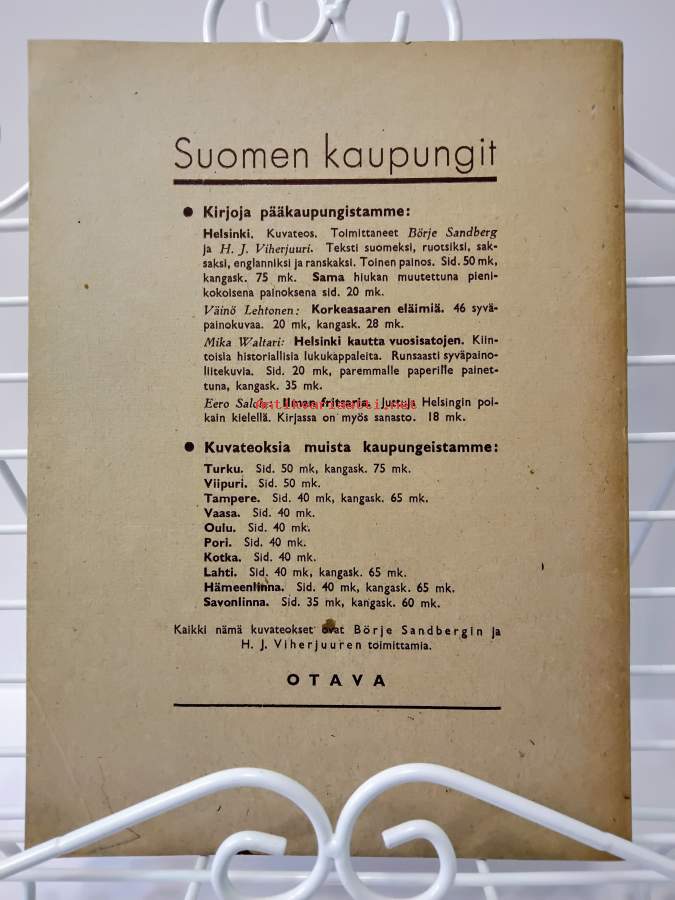 Suomen kaupungit
● Kirjoja pääkaupungistamme:
Helsinki. Kuvateos. Toimittaneet Börje Sandberg
ja H. J. Viherjuuri. Teksti suomeksi, ruotsiksi, sak-
saksi, englanniksi ja ranskaksi. Toinen painos. Sid. 50 mk,
kangask. 75 mk. Sama hiukan muutettuna pieni-
kokoisena painoksena sid. 20 mk.
Väinö Lehtonen: Korkeasaaren eläimiä. 46 syvä-
painokuvaa. 20 mk, kangask. 28 mk.
Mika Waltari: Helsinki kautta vuosisatojen. Kiin-
toisia historiallisia lukukappaleita. Runsaasti syväpaino-
liitekuvia. Sid. 20 mk, paremmalle paperille painet-
tuna, kangask. 35 mk.
Eero Salola: Ilman fritsaria. Juttuja Helsingin poi-
kain kielellä. Kirjassa on myös sanasto. 18 mk.
● Kuvateoksia muista kaupungeistamme:
Turku. Sid. 50 mk, kangask. 75 mk.
Viipuri. Sid. 50 mk.
Tampere. Sid. 40 mk, kangask. 65 mk.
Vaasa. Sid. 40 mk.
Oulu. Sid. 40 mk.
Pori. Sid. 40 mk.
Kotka. Sid. 40 mk.
Lahti. Sid. 40 mk, kangask. 65 mk.
Hämeenlinna. Sid. 40 mk, kangask. 65 mk.
Savonlinna. Sid. 35 mk, kangask. 60 mk.
Kaikki nämä kuvateokset ovat Börje Sandbergin ja
H. J. Viherjuuren toimittamia.
OTAVA